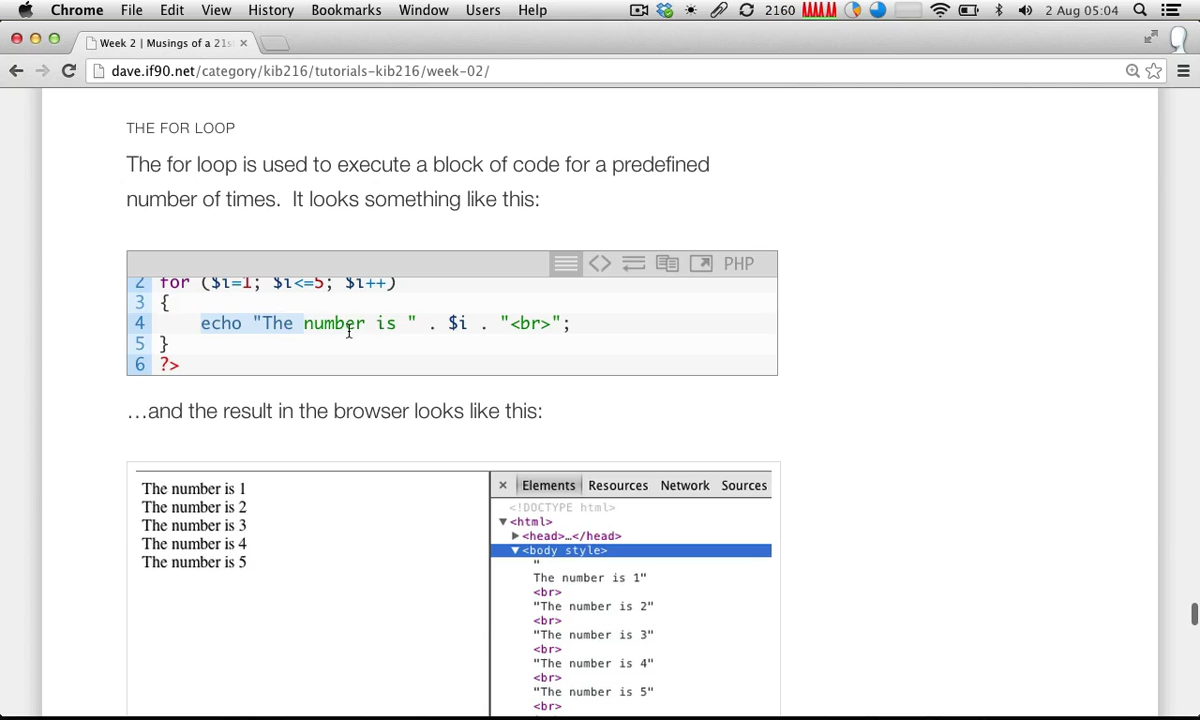 Chrome File Edit View History Bookmarks Window Users Help 2160 2 Aug 05:04
Week 2 | Musings of a 21s
dave.if90.net/category/kib216/tutorials-kib216/week-02/
THE FOR LOOP
The for loop is used to execute a block of code for a predefined
number of times. It looks something like this:
PHP
2 for ($i=1; $i<=5; $i++)
3 {
4 echo "The number is " . $i . "<br>";
5 }
6 ?>
…and the result in the browser looks like this:
The number is 1
The number is 2
The number is 3
The number is 4
The number is 5
× Elements Resources Network Sources
<!DOCTYPE html>
▼<html>
▶<head>…</head>
▼<body style>
"
The number is 1"
<br>
"The number is 2"
<br>
"The number is 3"
<br>
"The number is 4"
<br>
"The number is 5"
<br>